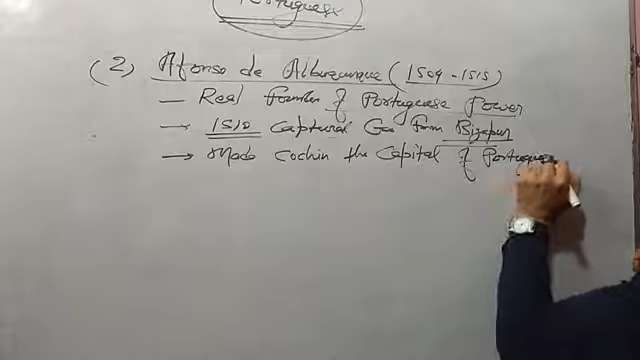 Portuguese
(2) Afonso de Albuquerque (1509-1515)
— Real Founder of Portuguese Power
→ 1510 Captured Goa from Bijapur
→ Made Cochin the Capital of Portuguese